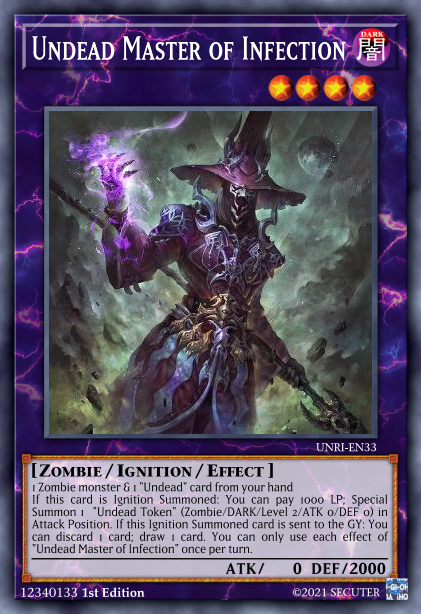 UNDEAD MASTER OF INFECTION
DARK
闇
UNRI-EN33
[ZOMBIE / IGNITION / EFFECT ]
1 Zombie monster & 1 "Undead" card from your hand
If this card is Ignition Summoned: You can pay 1000 LP; Special
Summon 1 "Undead Token" (Zombie/DARK/Level 2/ATK 0/DEF 0) in
Attack Position. If this Ignition Summoned card is sent to the GY: You
can discard 1 card; draw 1 card. You can only use each effect of
"Undead Master of Infection" once per turn.
ATK/ 0 DEF/2000
12340133 1st Edition
©2021 SECUTER